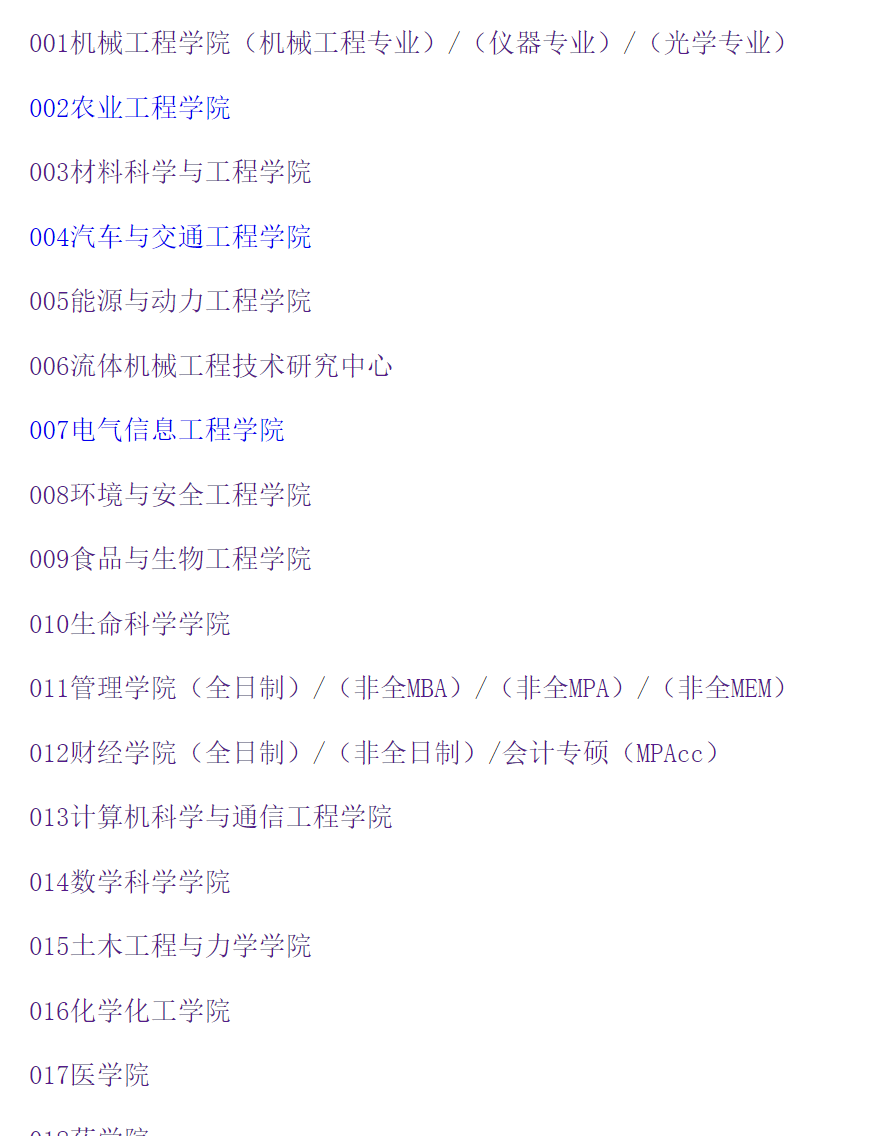 001机械工程学院（机械工程专业）/（仪器专业）/（光学专业）
002农业工程学院
003材料科学与工程学院
004汽车与交通工程学院
005能源与动力工程学院
006流体机械工程技术研究中心
007电气信息工程学院
008环境与安全工程学院
009食品与生物工程学院
010生命科学学院
011管理学院（全日制）/（非全MBA）/（非全MPA）/（非全MEM）
012财经学院（全日制）/（非全日制）/会计专硕（MPAcc）
013计算机科学与通信工程学院
014数学科学学院
015土木工程与力学学院
016化学化工学院
017医学院
018药学院